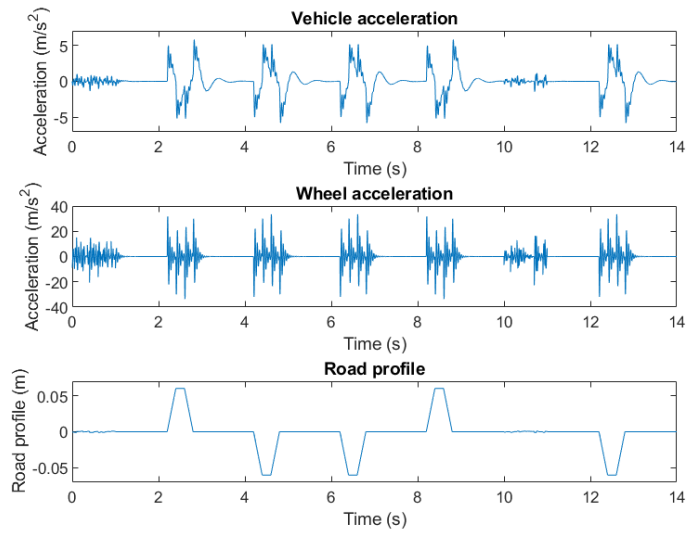 Vehicle acceleration
Acceleration (m/s²)
5
0
-5
0 2 4 6 8 10 12 14
Time (s)
Wheel acceleration
Acceleration (m/s²)
40
20
0
-20
-40
0 2 4 6 8 10 12 14
Time (s)
Road profile
Road profile (m)
0.05
0
-0.05
0 2 4 6 8 10 12 14
Time (s)